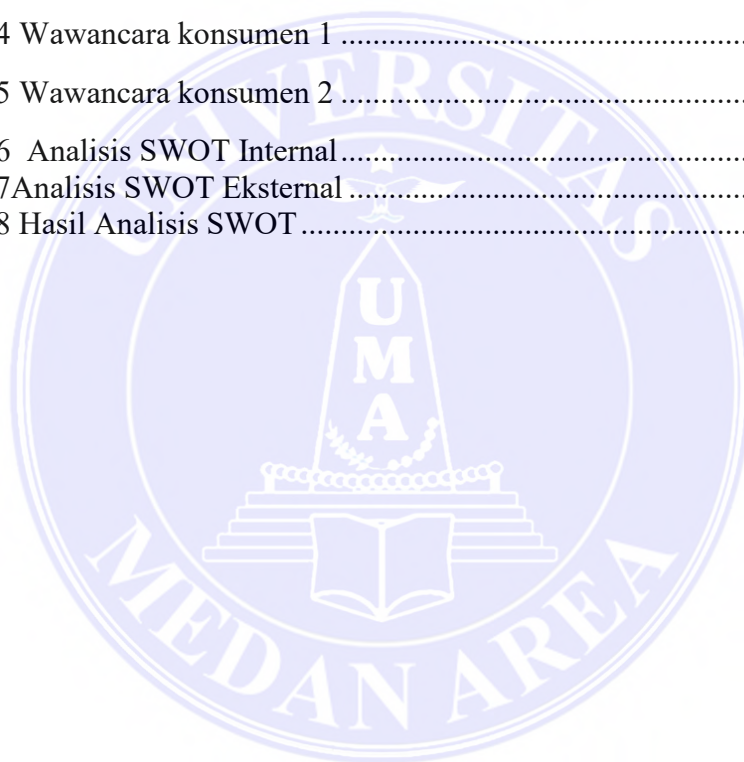 4 Wawancara konsumen 1 ........................................................
5 Wawancara konsumen 2 ........................................................
6  Analisis SWOT Internal........................................................
7Analisis SWOT Eksternal ........................................................
8 Hasil Analisis SWOT..............................................................
UNIVERSITAS
U
M
A
MEDAN AREA